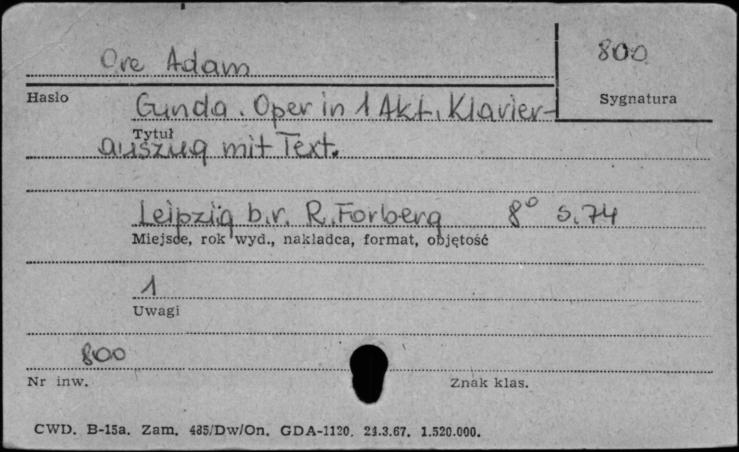 Ore Adam
800
Hasło
Sygnatura
Gunda. Oper in 1 Akt. Klavier-
Tytuł
auszug mit Text.
Leipzig b.r. R. Forberg 8° s. 74
Miejsce, rok wyd., nakładca, format, objętość
1
Uwagi
800
Nr inw.
Znak klas.
CWD. B-15a. Zam. 485/Dw/On. GDA-1120. 24.3.67. 1.520.000.